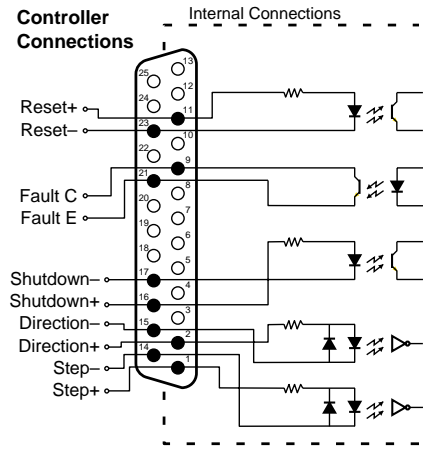 Controller
Connections
Internal Connections
13
25
12
24
11
23
10
22
9
21
8
20
7
19
6
18
5
17
4
16
3
15
2
14
1
Reset+
Reset–
Fault C
Fault E
Shutdown–
Shutdown+
Direction–
Direction+
Step–
Step+